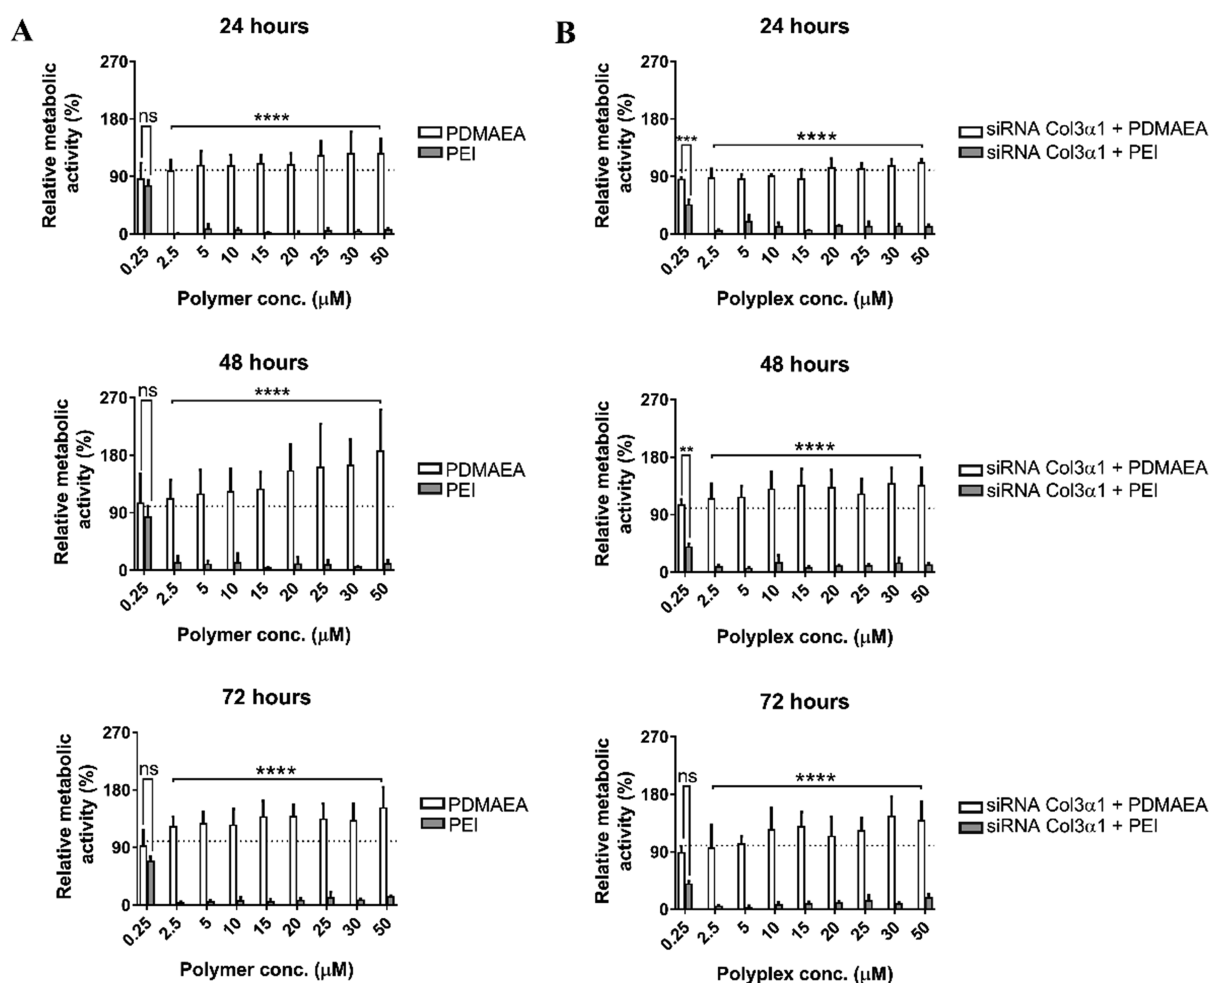 A
24 hours
Relative metabolic
activity (%)
270
180
90
0
ns
****
PDMAEA
PEI
0.25
2.5
5
10
15
20
25
30
50
Polymer conc. (μM)
48 hours
Relative metabolic
activity (%)
270
180
90
0
ns
****
PDMAEA
PEI
0.25
2.5
5
10
15
20
25
30
50
Polymer conc. (μM)
72 hours
Relative metabolic
activity (%)
270
180
90
0
ns
****
PDMAEA
PEI
0.25
2.5
5
10
15
20
25
30
50
Polymer conc. (μM)
B
24 hours
Relative metabolic
activity (%)
270
180
90
0
***
****
siRNA Col3α1 + PDMAEA
siRNA Col3α1 + PEI
0.25
2.5
5
10
15
20
25
30
50
Polyplex conc. (μM)
48 hours
Relative metabolic
activity (%)
270
180
90
0
**
****
siRNA Col3α1 + PDMAEA
siRNA Col3α1 + PEI
0.25
2.5
5
10
15
20
25
30
50
Polyplex conc. (μM)
72 hours
Relative metabolic
activity (%)
270
180
90
0
ns
****
siRNA Col3α1 + PDMAEA
siRNA Col3α1 + PEI
0.25
2.5
5
10
15
20
25
30
50
Polyplex conc. (μM)